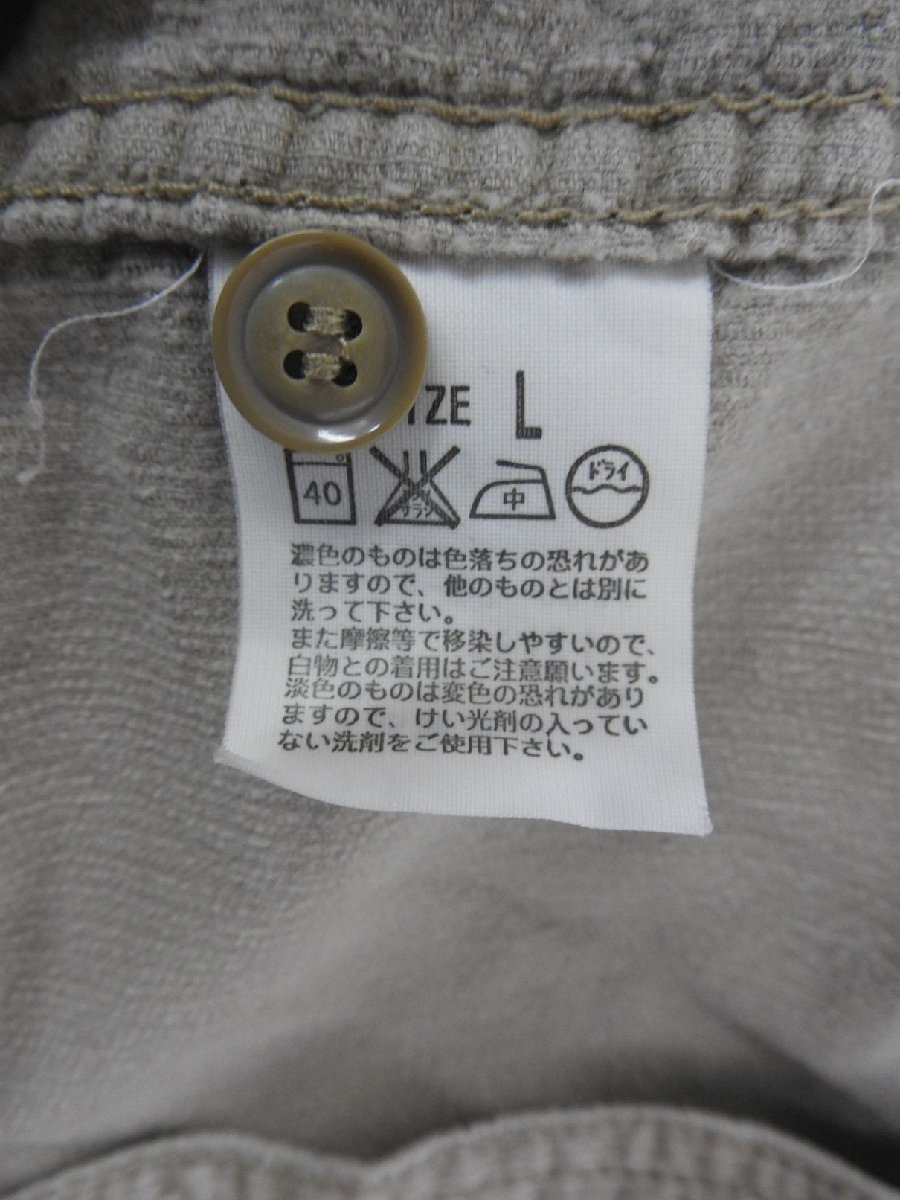 IZE L
40 中 ドライ
濃色のものは色落ちの恐れがあ
りますので、他のものとは別に
洗って下さい。
また摩擦等で移染しやすいので、
白物との着用はご注意願います。
淡色のものは変色の恐れがあり
ますので、けい光剤の入ってい
ない洗剤をご使用下さい。